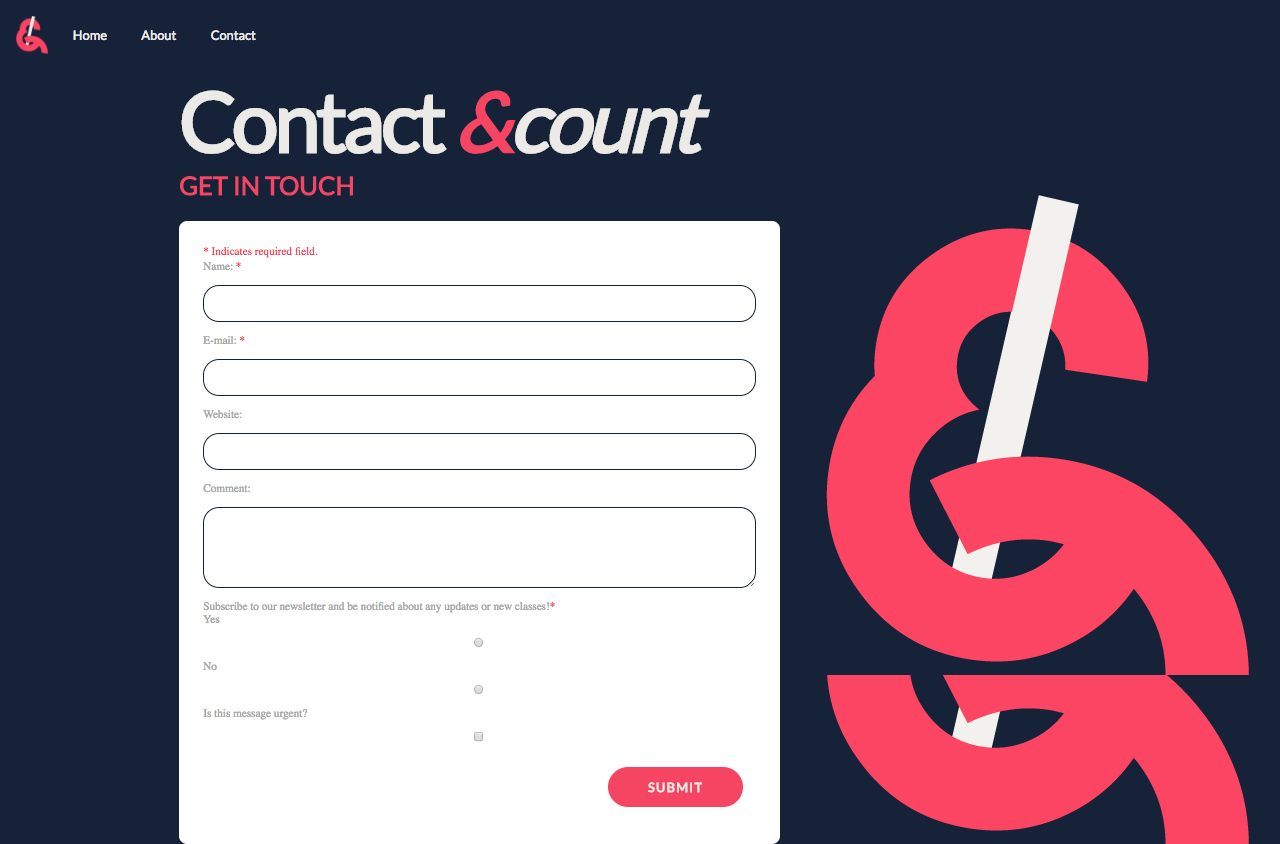 Home About Contact
Contact &count
GET IN TOUCH
* Indicates required field.
Name: *
E-mail: *
Website:
Comment:
Subscribe to our newsletter and be notified about any updates or new classes!*
Yes
No
Is this message urgent?
SUBMIT